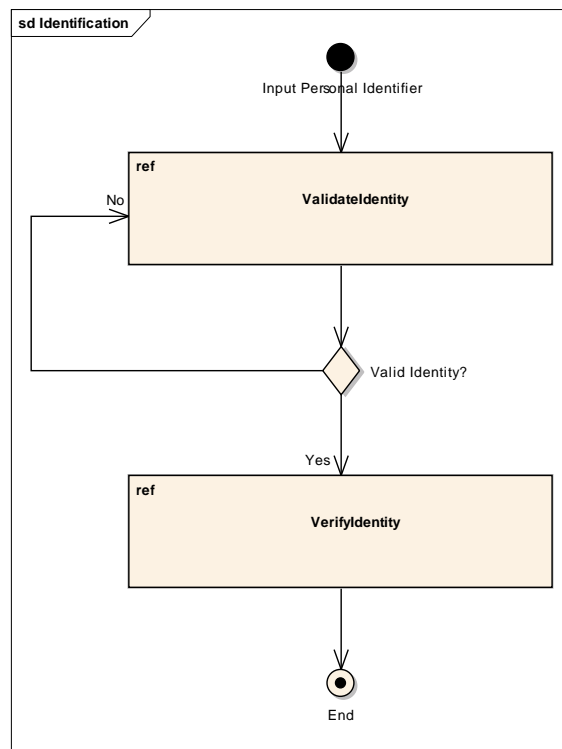 sd Identification
Input Personal Identifier
ref
ValidateIdentity
No
Valid Identity?
Yes
ref
VerifyIdentity
End